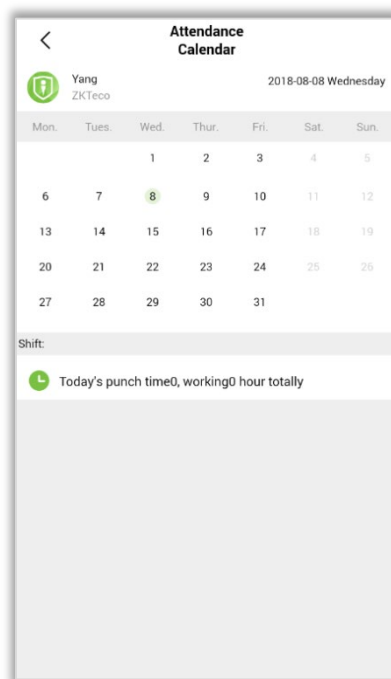 Attendance
Calendar
Yang
2018-08-08 Wednesday
ZKTeco
Mon. Tues. Wed. Thur. Fri. Sat. Sun.
1 2 3 4 5
6 7 8 9 10 11 12
13 14 15 16 17 18 19
20 21 22 23 24 25 26
27 28 29 30 31
Shift:
Today's punch time0, working0 hour totally